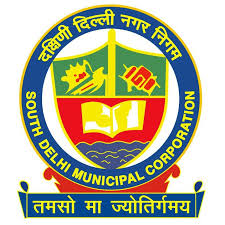 दक्षिणी दिल्ली नगर निगम
SOUTH DELHI MUNICIPAL CORPORATION
तमसो मा ज्योतिर्गमय